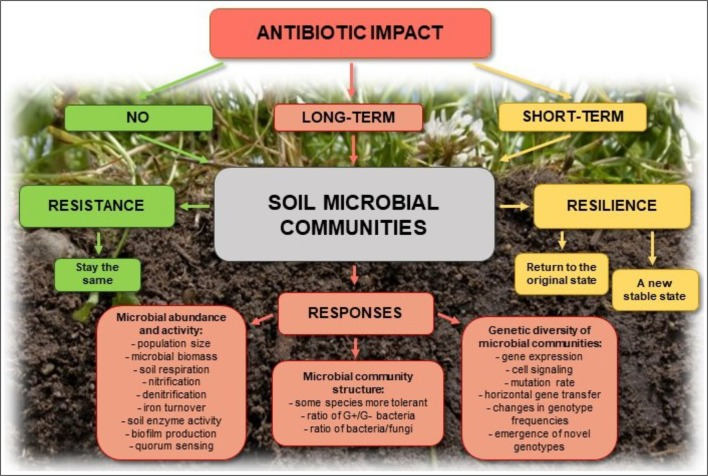 ANTIBIOTIC IMPACT
NO
LONG-TERM
SHORT-TERM
RESISTANCE
SOIL MICROBIAL
COMMUNITIES
RESILIENCE
Stay the
same
Return to the
original state
A new
stable state
RESPONSES
Microbial abundance
and activity:
- population size
- microbial biomass
- soil respiration
- nitrification
- denitrification
- iron turnover
- soil enzyme activity
- biofilm production
- quorum sensing
Microbial community
structure:
- some species more tolerant
- ratio of G+/G- bacteria
- ratio of bacteria/fungi
Genetic diversity of
microbial communities:
- gene expression
- cell signaling
- mutation rate
- horizontal gene transfer
- changes in genotype
frequencies
- emergence of novel
genotypes